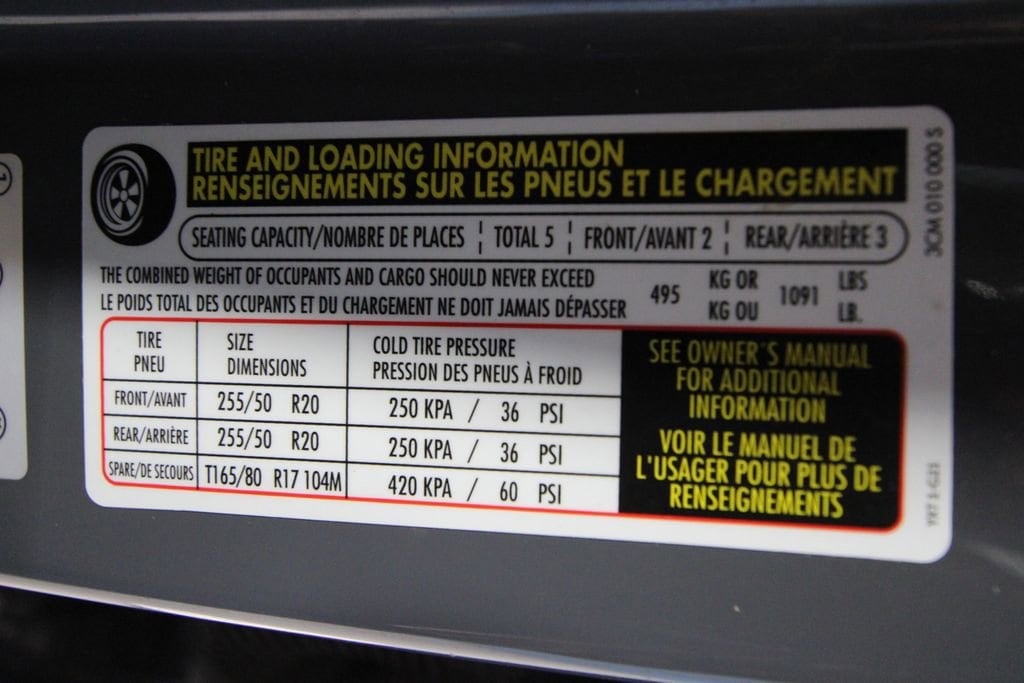 TIRE AND LOADING INFORMATION
RENSEIGNEMENTS SUR LES PNEUS ET LE CHARGEMENT
SEATING CAPACITY/NOMBRE DE PLACES ¦ TOTAL 5 ¦ FRONT/AVANT 2 ¦ REAR/ARRIÈRE 3
THE COMBINED WEIGHT OF OCCUPANTS AND CARGO SHOULD NEVER EXCEED
LE POIDS TOTAL DES OCCUPANTS ET DU CHARGEMENT NE DOIT JAMAIS DÉPASSER
495
KG OR
KG OU
1091
LBS
LB.
TIRE
PNEU
SIZE
DIMENSIONS
COLD TIRE PRESSURE
PRESSION DES PNEUS À FROID
FRONT/AVANT 255/50 R20 250 KPA / 36 PSI
REAR/ARRIÈRE 255/50 R20 250 KPA / 36 PSI
SPARE/DE SECOURS T165/80 R17 104M 420 KPA / 60 PSI
SEE OWNER'S MANUAL
FOR ADDITIONAL
INFORMATION
VOIR LE MANUEL DE
L'USAGER POUR PLUS DE
RENSEIGNEMENTS
3CM 010 000 S